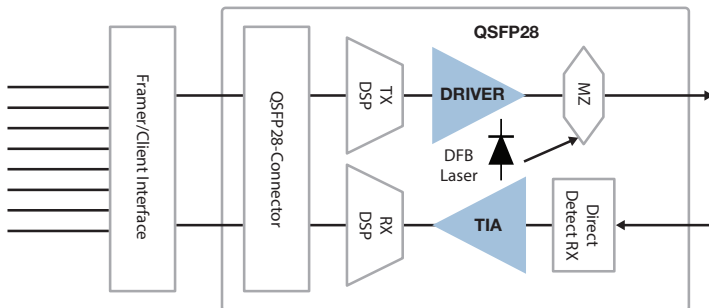 QSFP28
Framer/Client Interface
QSFP28-Connector
TX
DSP
DRIVER
MZ
DFB
Laser
RX
DSP
TIA
Direct
Detect RX